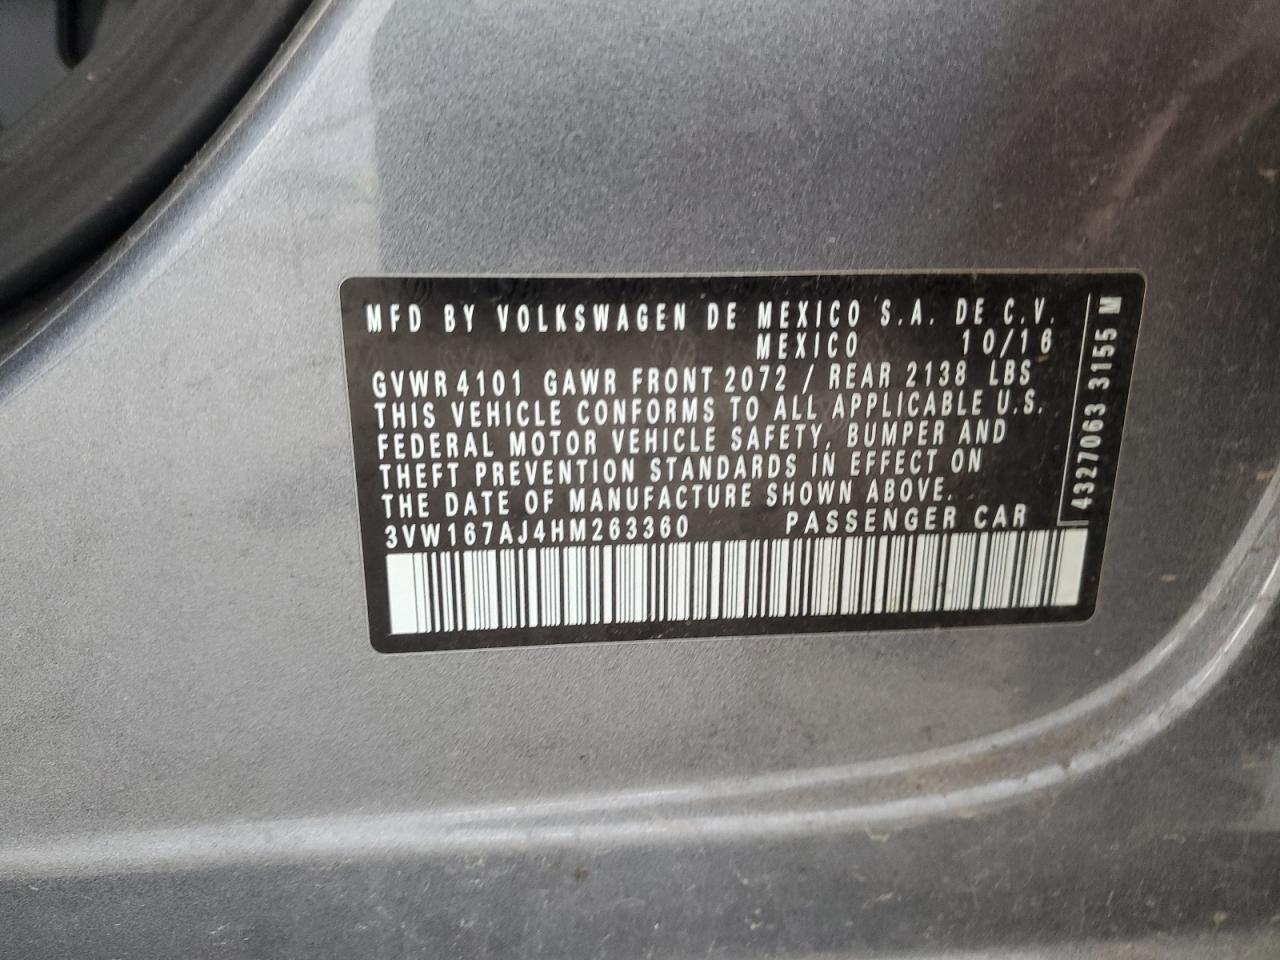 MFD BY VOLKSWAGEN DE MEXICO S.A. DE C.V.
MEXICO 10/16
GVWR 4101 GAWR FRONT 2072 / REAR 2138 LBS
THIS VEHICLE CONFORMS TO ALL APPLICABLE U.S.
FEDERAL MOTOR VEHICLE SAFETY, BUMPER AND
THEFT PREVENTION STANDARDS IN EFFECT ON
THE DATE OF MANUFACTURE SHOWN ABOVE.
3VW167AJ4HM263360 PASSENGER CAR
4327063 3155 M